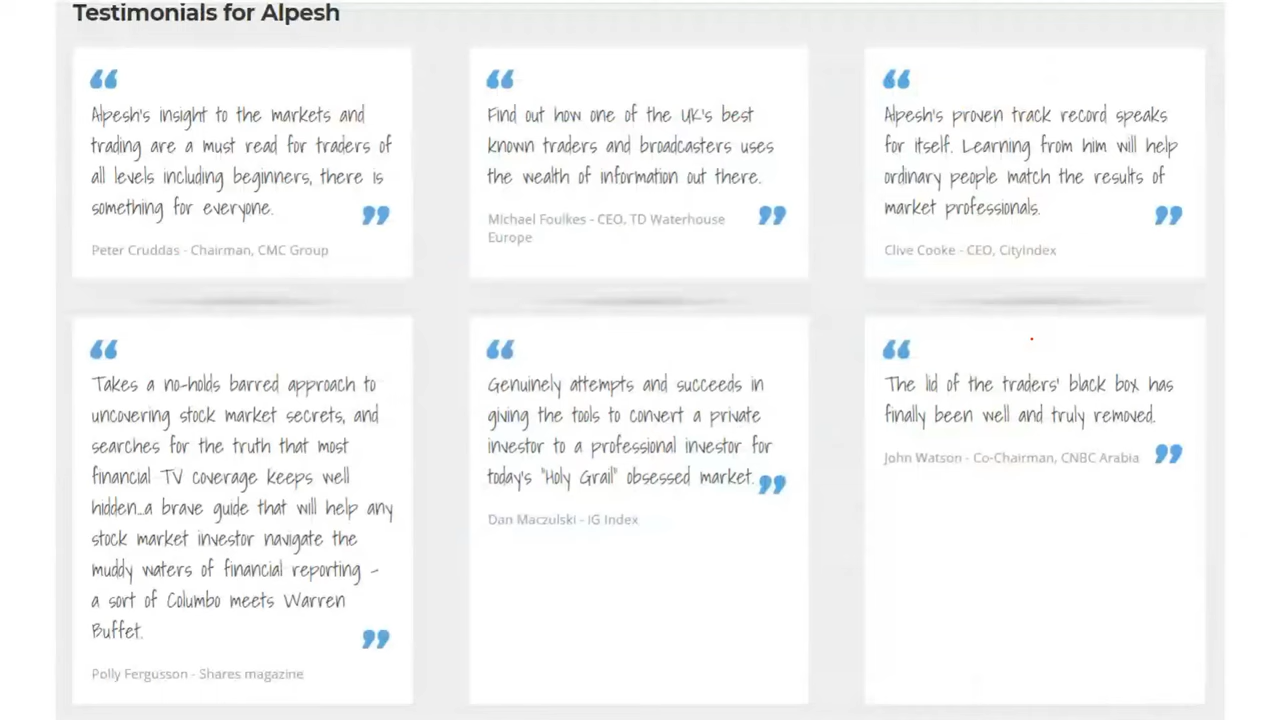 Testimonials for Alpesh
“
Alpesh's insight to the markets and
trading are a must read for traders of
all levels including beginners, there is
something for everyone.
”
Peter Cruddas - Chairman, CMC Group
“
Find out how one of the UK's best
known traders and broadcasters uses
the wealth of information out there.
”
Michael Foulkes - CEO, TD Waterhouse
Europe
“
Alpesh's proven track record speaks
for itself. Learning from him will help
ordinary people match the results of
market professionals.
”
Clive Cooke - CEO, CityIndex
“
Takes a no-holds barred approach to
uncovering stock market secrets, and
searches for the truth that most
financial TV coverage keeps well
hidden...a brave guide that will help any
stock market investor navigate the
muddy waters of financial reporting -
a sort of Columbo meets Warren
Buffet.
”
Polly Fergusson - Shares magazine
“
Genuinely attempts and succeeds in
giving the tools to convert a private
investor to a professional investor for
today's "Holy Grail" obsessed market.
”
Dan Maczulski - IG Index
“
The lid of the traders' black box has
finally been well and truly removed.
”
John Watson - Co-Chairman, CNBC Arabia